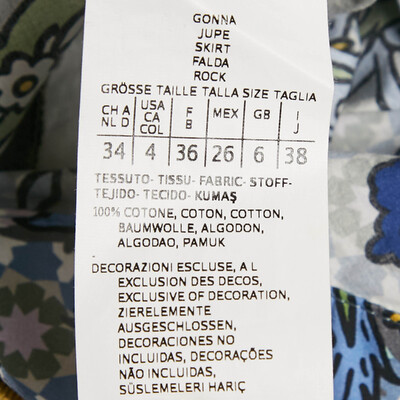 GONNA
JUPE
SKIRT
FALDA
ROCK
GRÖSSE TAILLE TALLA SIZE TAGLIA
CH A USA F MEX GB I
NL D CA B J
COL
34 4 36 26 6 38
TESSUTO- TISSU- FABRIC- STOFF-
TEJIDO- TECIDO- KUMAŞ
100% COTONE, COTON, COTTON,
BAUMWOLLE, ALGODON,
ALGODAO, PAMUK
DECORAZIONI ESCLUSE, A L
EXCLUSION DES DECOS,
EXCLUSIVE OF DECORATION,
ZIERELEMENTE
AUSGESCHLOSSEN,
DECORACIONES NO
INCLUIDAS, DECORAÇÕES
NÃO INCLUIDAS,
SÜSLEMELERI HARIÇ